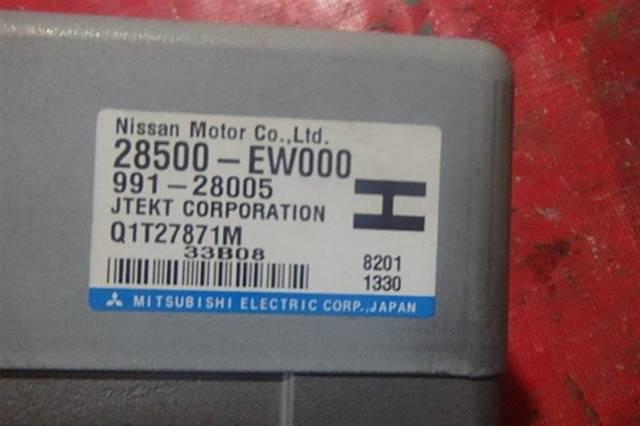 Nissan Motor Co.,Ltd.
28500-EW000
991-28005
JTEKT CORPORATION
H
Q1T27871M
33B08
8201
1330
MITSUBISHI ELECTRIC CORP.,JAPAN